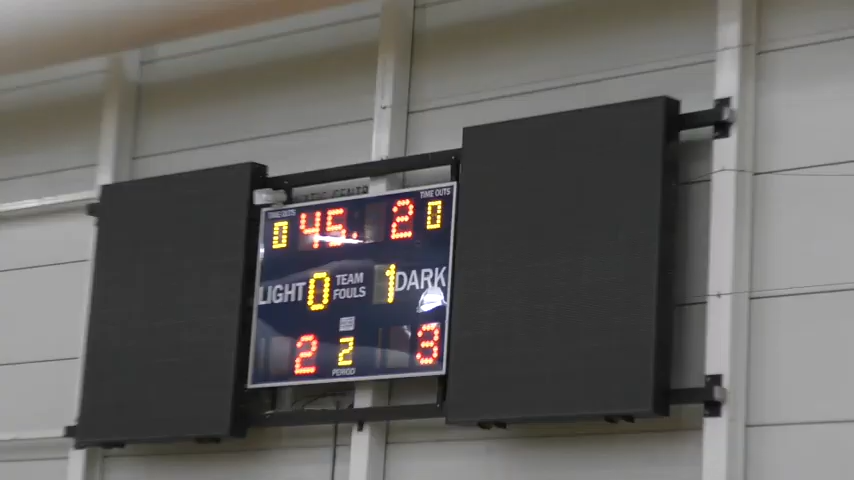 TIME OUTS TIME OUTS
0 45.2 0
LIGHT 0 TEAM FOULS 1 DARK
2 2 3
PERIOD